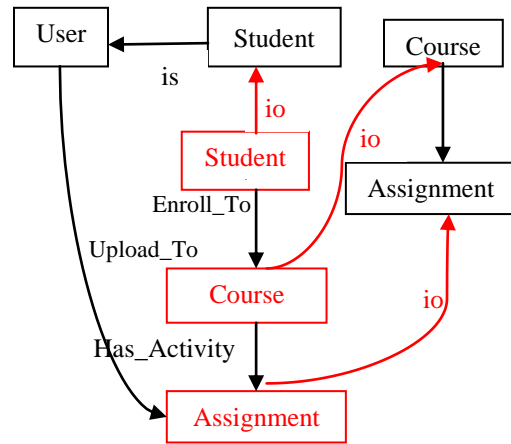 User
Student
Course
is
io
io
Student
Assignment
Enroll_To
Upload_To
Course
io
Has_Activity
Assignment